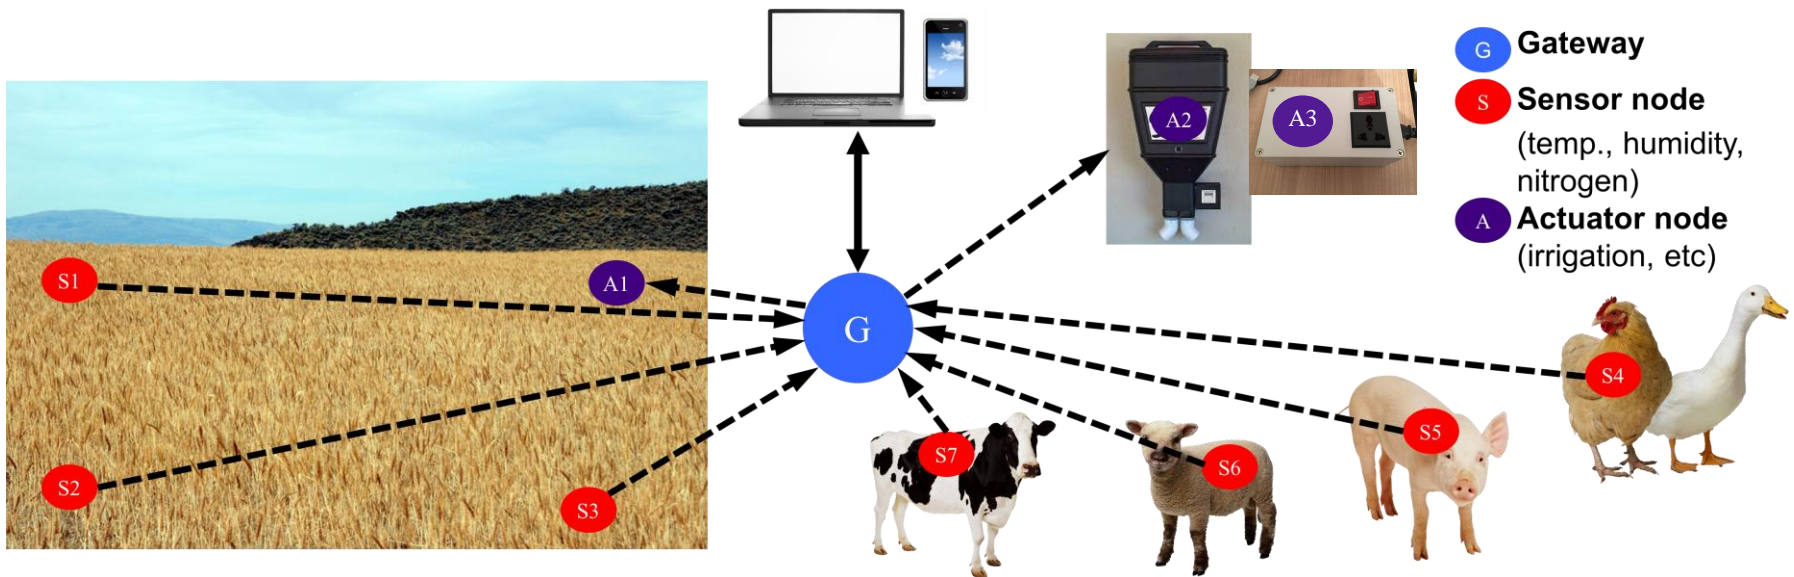 G Gateway
S Sensor node
(temp., humidity,
nitrogen)
A Actuator node
(irrigation, etc)
A2
A3
S1
A1
G
S4
S5
S6
S7
S2
S3